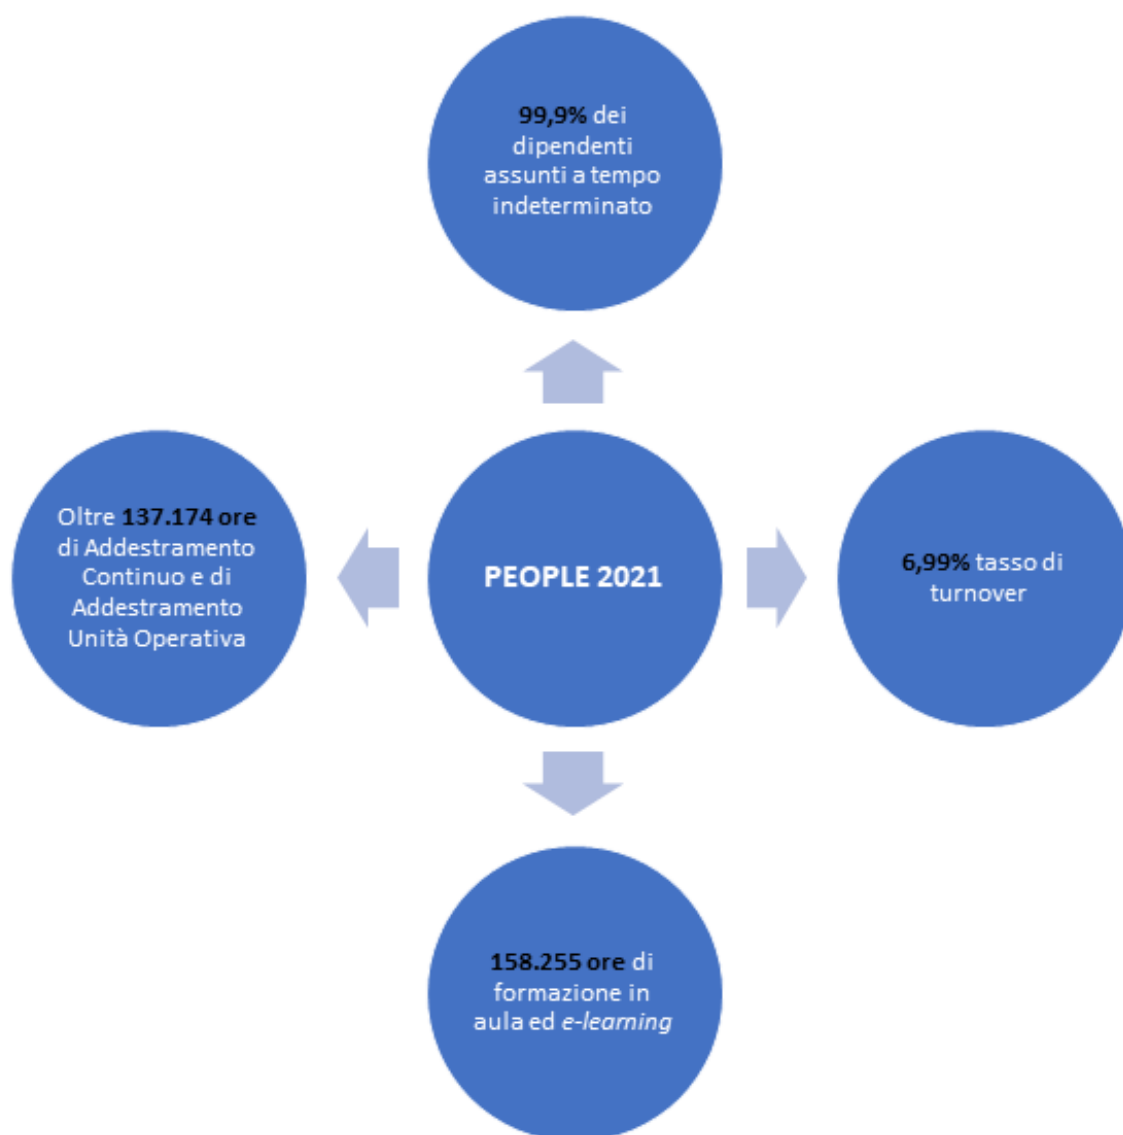 99,9% dei
dipendenti
assunti a tempo
indeterminato
Oltre 137.174 ore
di Addestramento
Continuo e di
Addestramento
Unità Operativa
PEOPLE 2021
6,99% tasso di
turnover
158.255 ore di
formazione in
aula ed e-learning